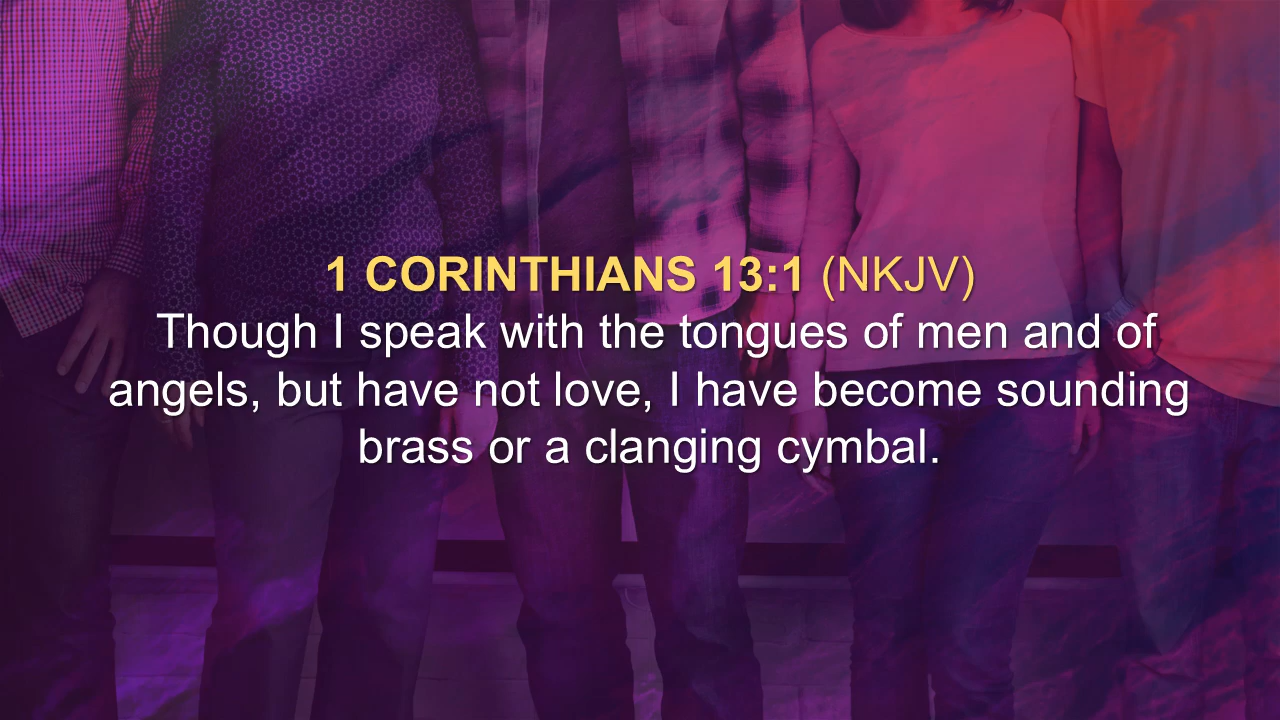 1 CORINTHIANS 13:1 (NKJV)
Though I speak with the tongues of men and of
angels, but have not love, I have become sounding
brass or a clanging cymbal.